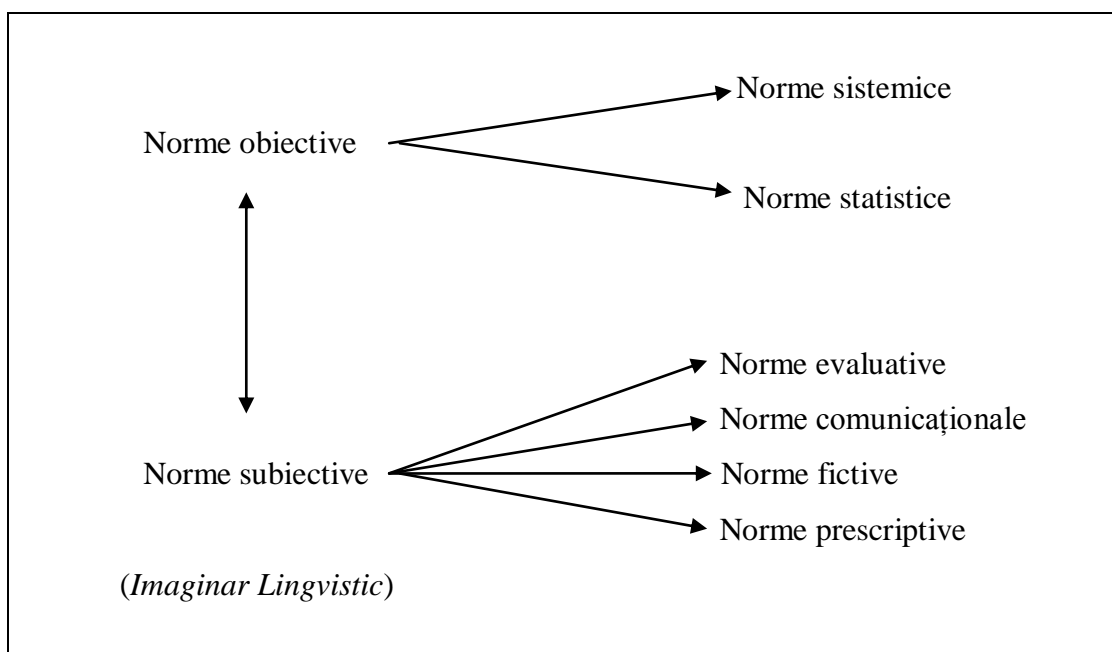 Norme sistemice
Norme obiective
Norme statistice
Norme evaluative
Norme comunicaționale
Norme subiective
Norme fictive
Norme prescriptive
(Imaginar Lingvistic)